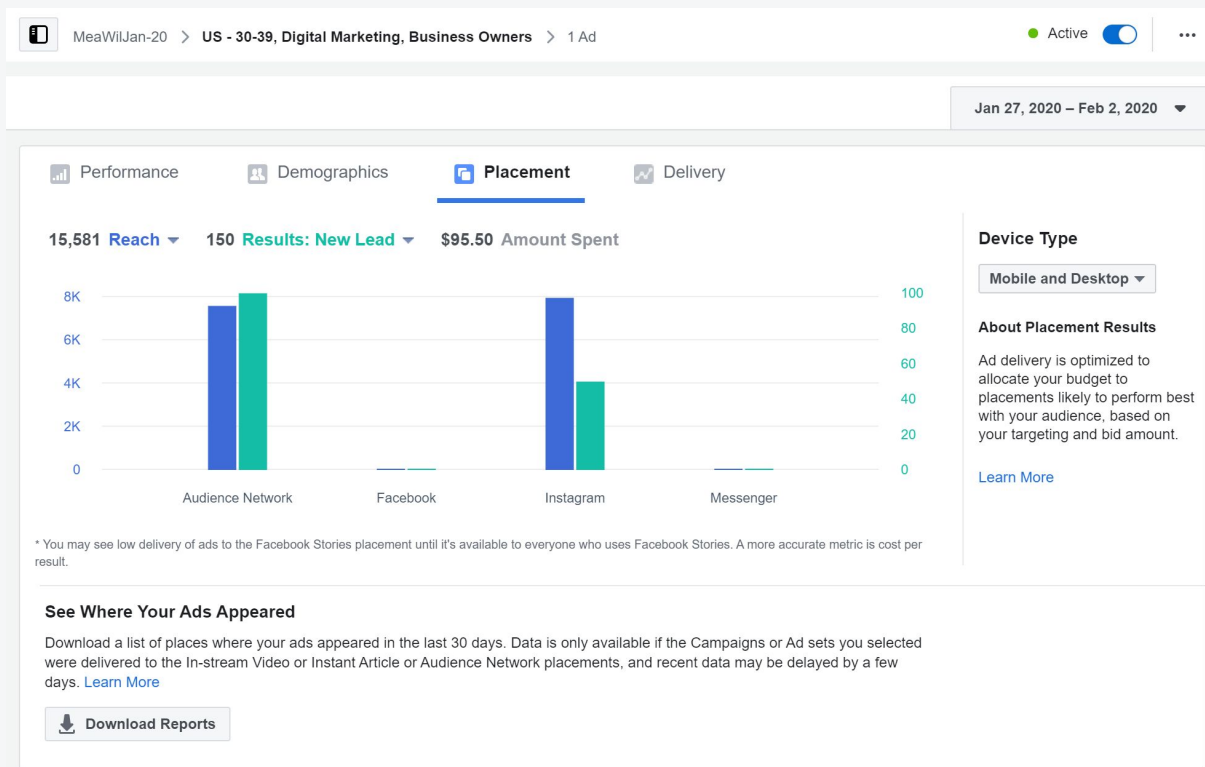 MeaWilJan-20 > US - 30-39, Digital Marketing, Business Owners > 1 Ad
Active
Jan 27, 2020 – Feb 2, 2020
Performance
Demographics
Placement
Delivery
15,581 Reach
150 Results: New Lead
$95.50 Amount Spent
8K
6K
4K
2K
0
100
80
60
40
20
0
Audience Network
Facebook
Instagram
Messenger
* You may see low delivery of ads to the Facebook Stories placement until it's available to everyone who uses Facebook Stories. A more accurate metric is cost per
result.
Device Type
Mobile and Desktop
About Placement Results
Ad delivery is optimized to
allocate your budget to
placements likely to perform best
with your audience, based on
your targeting and bid amount.
Learn More
See Where Your Ads Appeared
Download a list of places where your ads appeared in the last 30 days. Data is only available if the Campaigns or Ad sets you selected
were delivered to the In-stream Video or Instant Article or Audience Network placements, and recent data may be delayed by a few
days. Learn More
Download Reports